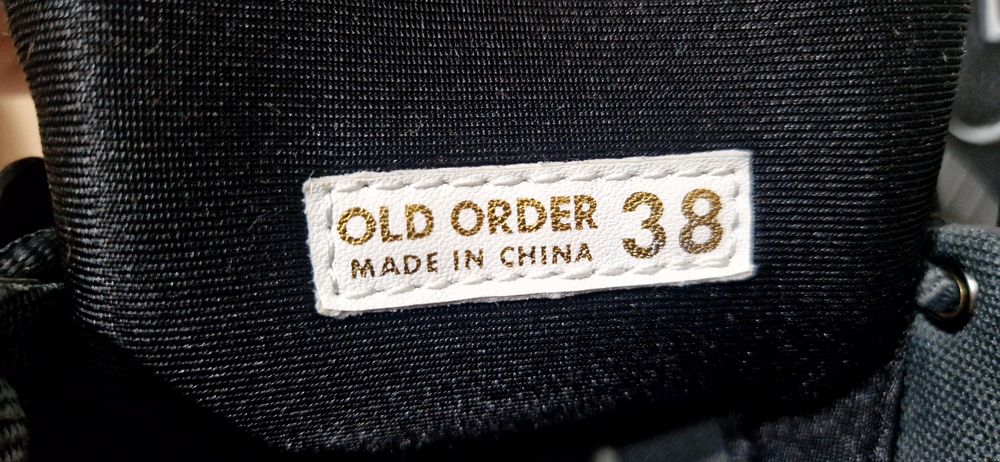 OLD ORDER 38
MADE IN CHINA